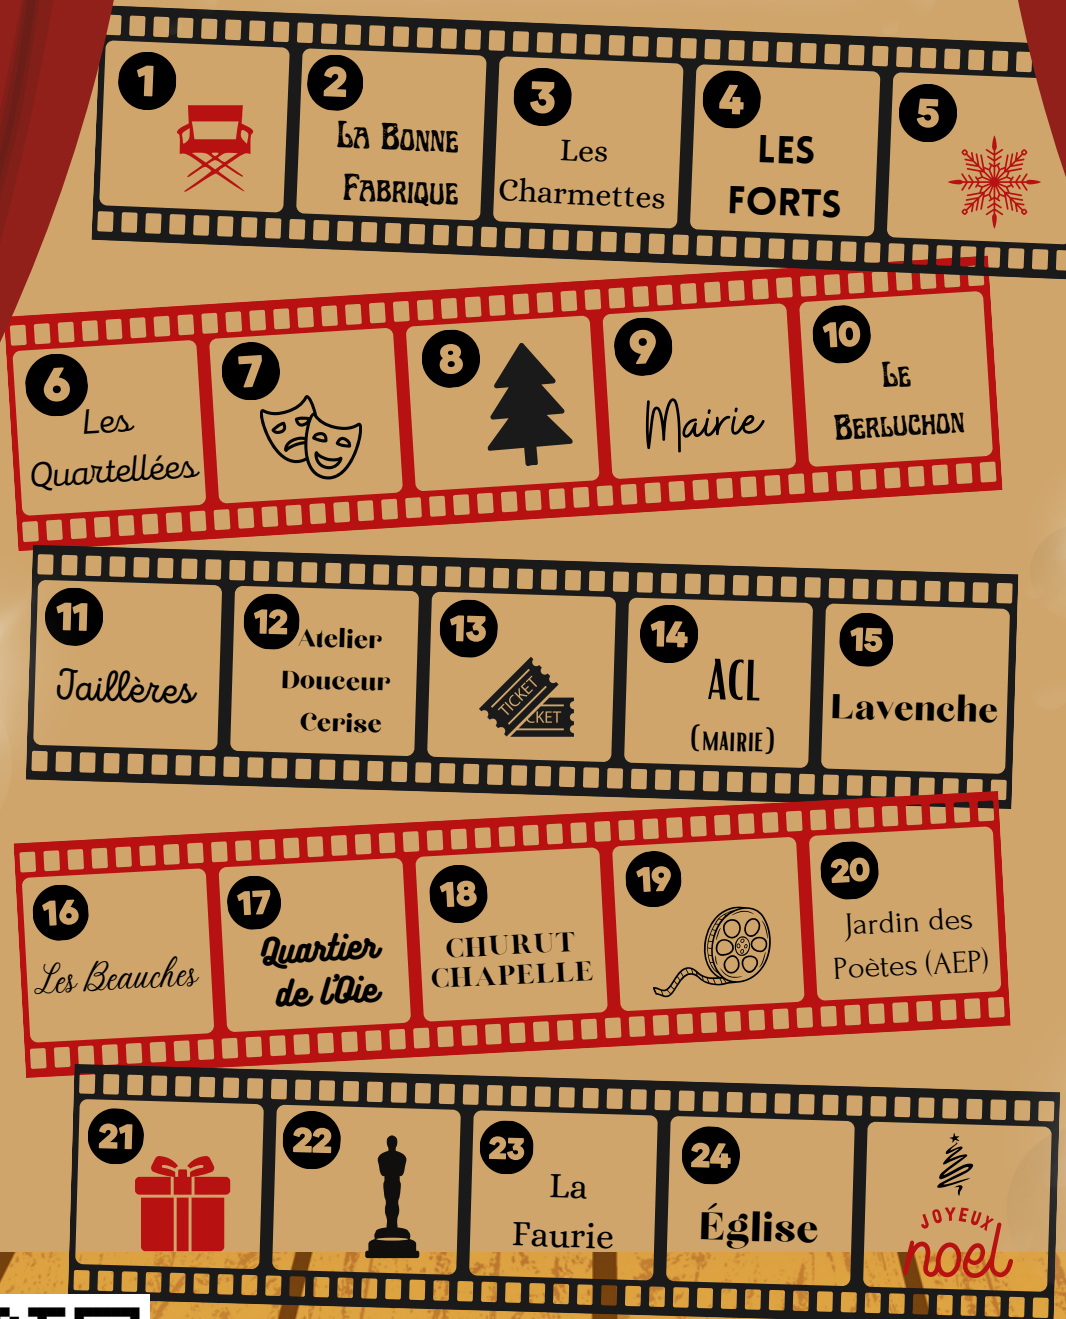 1
2
La Bonne
Fabrique
3
Les
Charmettes
4
LES
FORTS
5
6
Les
Quartellées
7
8
9
Mairie
10
Le
Berluchon
11
Jaillères
12
Atelier
Douceur
Cerise
13
TICKET
CKET
14
ACL
(MAIRIE)
15
Lavenche
16
Les Beauches
17
Quartier
de l'Oie
18
CHURUT
CHAPELLE
19
20
Jardin des
Poètes (AEP)
21
22
23
La
Faurie
24
Église
JOYEUX
noel